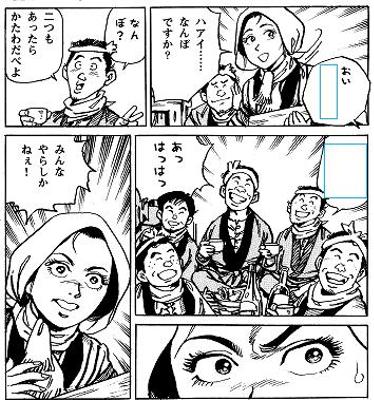 おい
ハアイ……
なんぼ
ですか？
なん
ぼ？
二つも
あったら
かたわだべよ
あっ
はっはっ
みんな
やらしか
ねぇ！